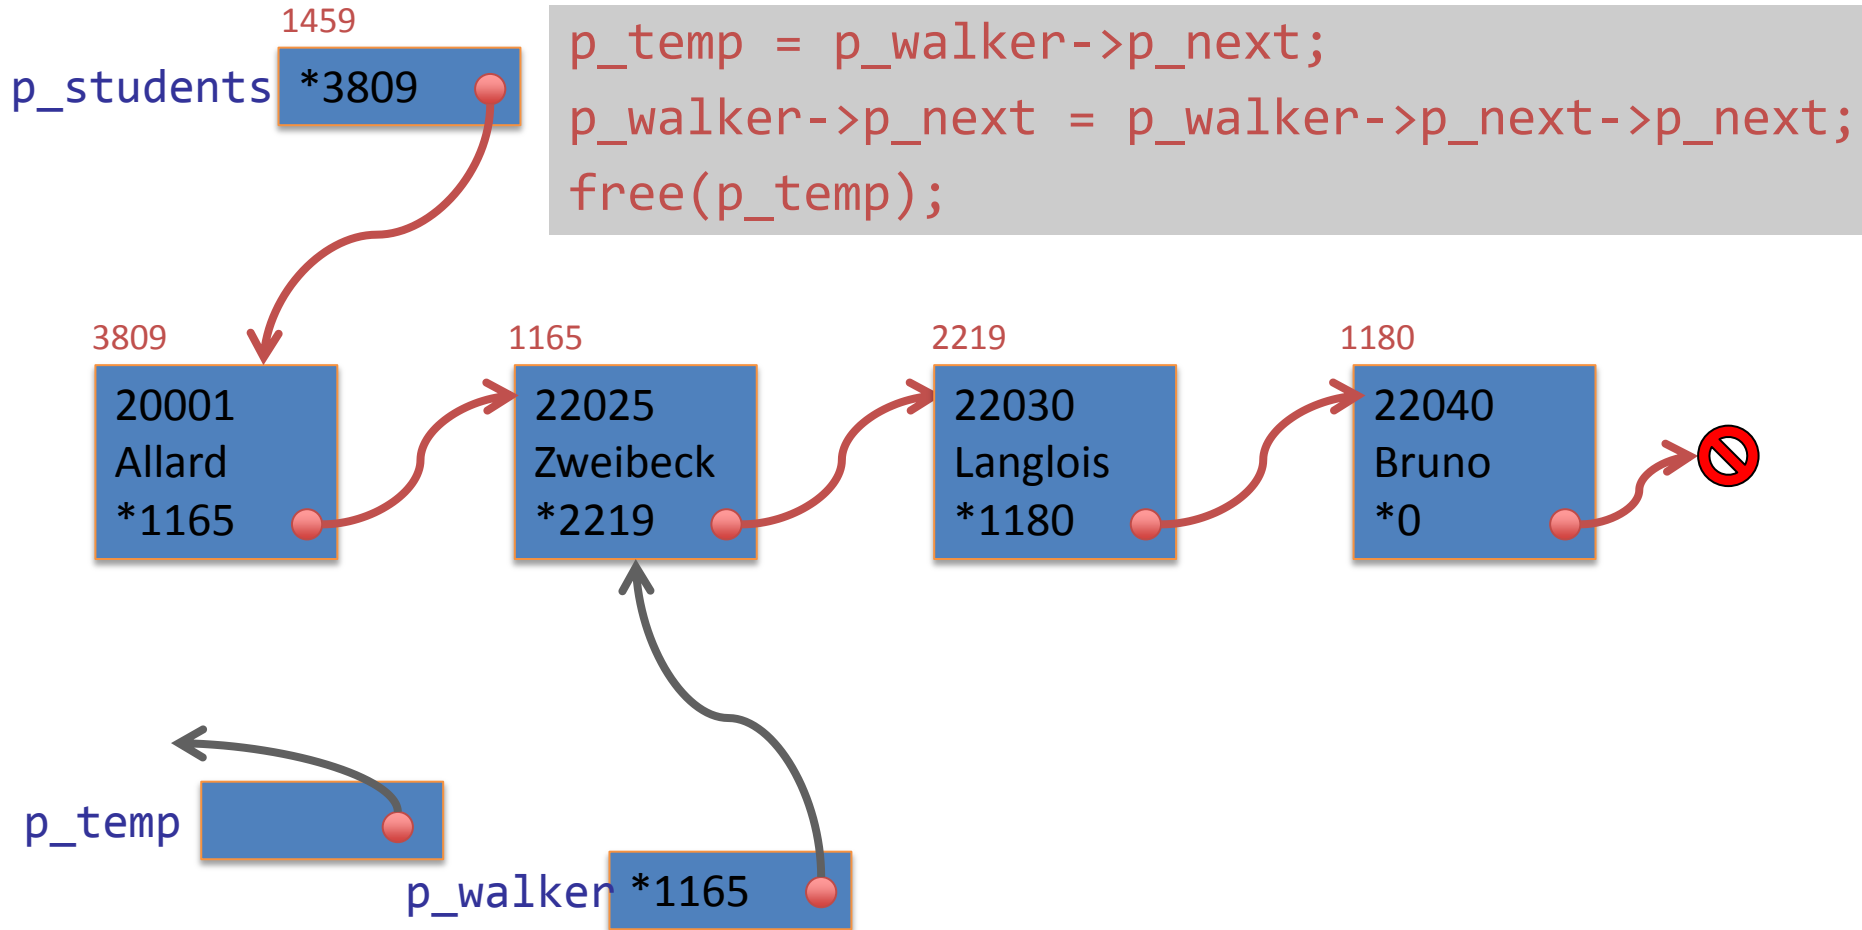 1459
p_students *3809
p_temp = p_walker->p_next;
p_walker->p_next = p_walker->p_next->p_next;
free(p_temp);
3809
20001
Allard
*1165
1165
22025
Zweibeck
*2219
2219
22030
Langlois
*1180
1180
22040
Bruno
*0
p_temp
p_walker *1165